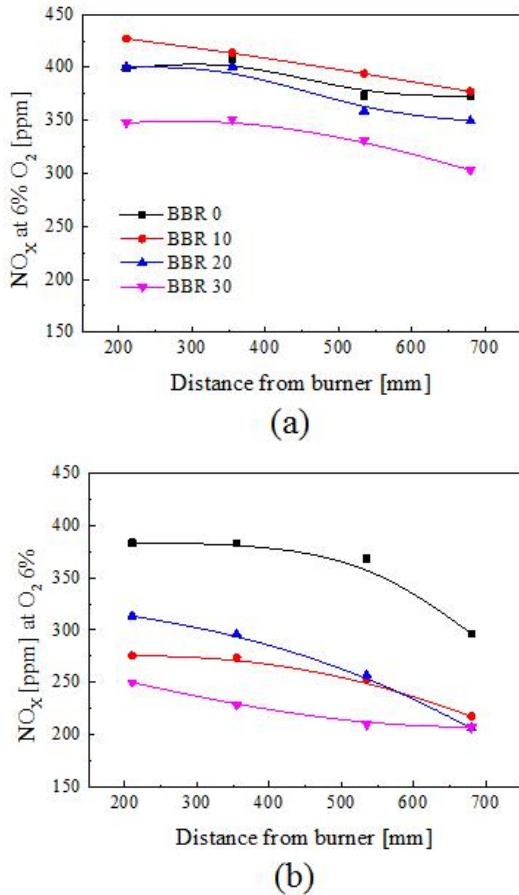 450
400
350
300
250
200
150
NOX at 6% O2 [ppm]
BBR 0
BBR 10
BBR 20
BBR 30
200 300 400 500 600 700
Distance from burner [mm]
(a)
450
400
350
300
250
200
150
NOX [ppm] at O2 6%
200 300 400 500 600 700
Distance from burner [mm]
(b)